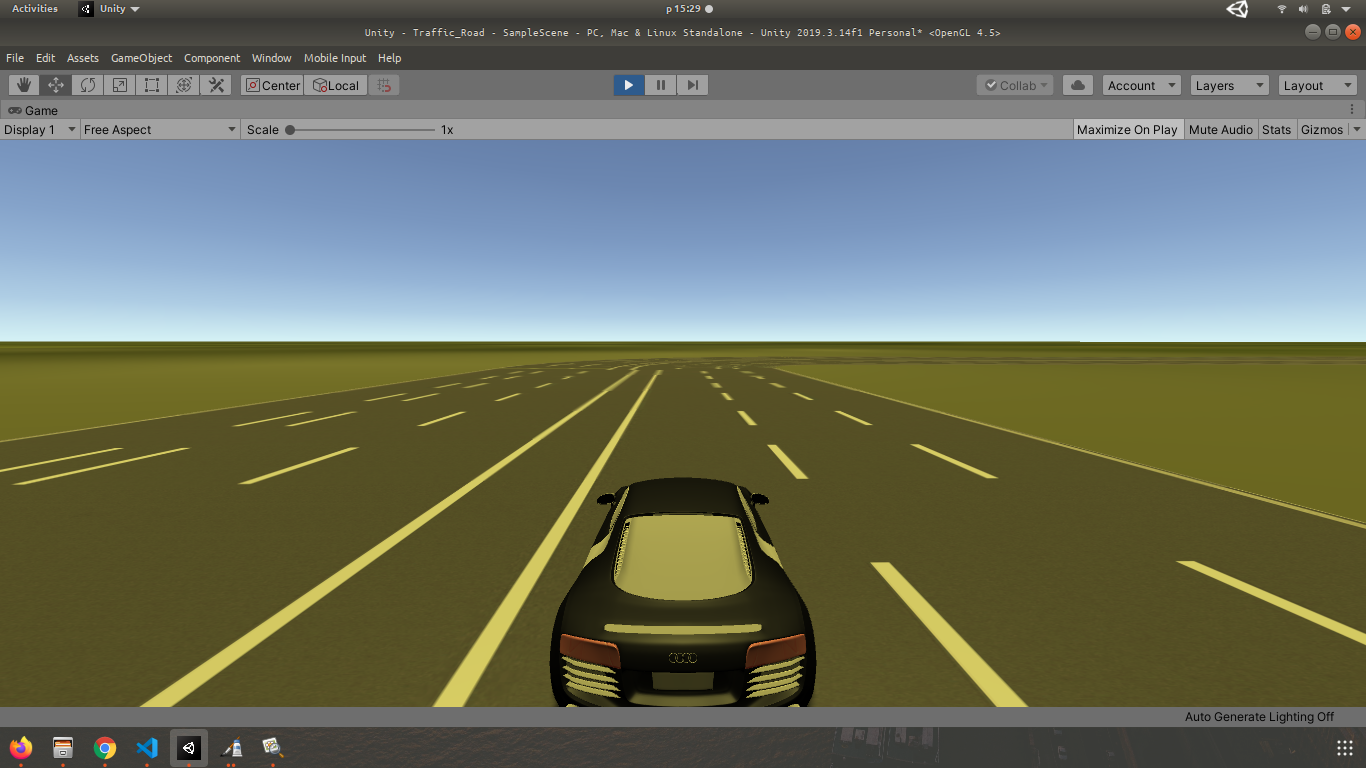 Activities Unity р 15:29
Unity - Traffic_Road - SampleScene - PC, Mac & Linux Standalone - Unity 2019.3.14f1 Personal* <OpenGL 4.5>
File Edit Assets GameObject Component Window Mobile Input Help
Center Local Collab Account Layers Layout
Game
Display 1 Free Aspect Scale 1x Maximize On Play Mute Audio Stats Gizmos
Auto Generate Lighting Off